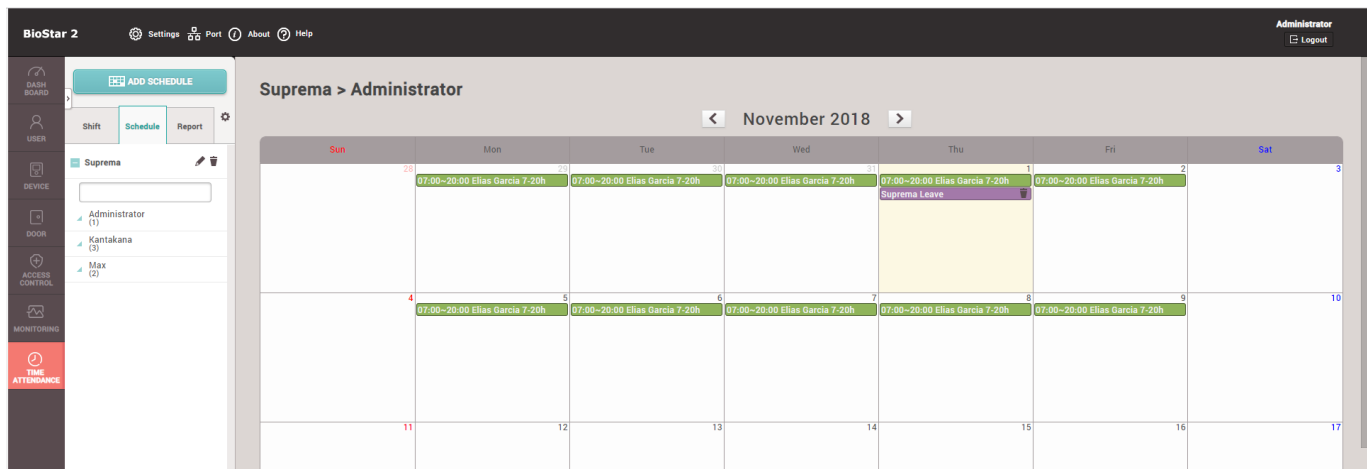 BioStar 2 Settings Port About Help
Administrator
Logout
DASH
BOARD
USER
DEVICE
DOOR
ACCESS
CONTROL
MONITORING
TIME
ATTENDANCE
ADD SCHEDULE
Shift Schedule Report
Suprema
Administrator
(1)
Kantakana
(3)
Max
(2)
Suprema > Administrator
November 2018
Sun Mon Tue Wed Thu Fri Sat
28 29 30 31 1 2 3
07:00~20:00 Elias Garcia 7-20h 07:00~20:00 Elias Garcia 7-20h 07:00~20:00 Elias Garcia 7-20h 07:00~20:00 Elias Garcia 7-20h 07:00~20:00 Elias Garcia 7-20h
Suprema Leave
4 5 6 7 8 9 10
07:00~20:00 Elias Garcia 7-20h 07:00~20:00 Elias Garcia 7-20h 07:00~20:00 Elias Garcia 7-20h 07:00~20:00 Elias Garcia 7-20h 07:00~20:00 Elias Garcia 7-20h
11 12 13 14 15 16 17